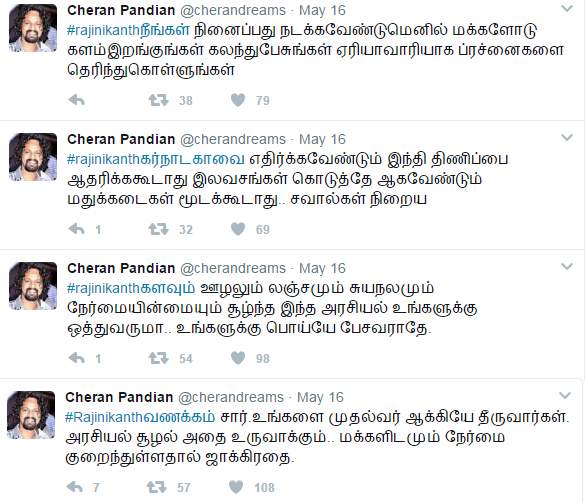 Cheran Pandian @cherandreams · May 16
#rajinikanthநீங்கள் நினைப்பது நடக்கவேண்டுமெனில் மக்களோடு
களம்இறங்குங்கள் கலந்துபேசுங்கள் ஏரியாவாரியாக ப்ரச்னைகளை
தெரிந்துகொள்ளுங்கள்
38 79
Cheran Pandian @cherandreams · May 16
#rajinikanthகர்நாடகாவை எதிர்க்கவேண்டும் இந்தி திணிப்பை
ஆதரிக்ககூடாது இலவசங்கள் கொடுத்தே ஆகவேண்டும்
மதுக்கடைகள் மூடக்கூடாது.. சவால்கள் நிறைய
1 32 69
Cheran Pandian @cherandreams · May 16
#rajinikanthகளவும் ஊழலும் லஞ்சமும் சுயநலமும்
நேர்மையின்மையும் சூழ்ந்த இந்த அரசியல் உங்களுக்கு
ஒத்துவருமா.. உங்களுக்கு பொய்யே பேசவராதே.
1 54 98
Cheran Pandian @cherandreams · May 16
#Rajinikanthவணக்கம் சார்.உங்களை முதல்வர் ஆக்கியே தீருவார்கள்.
அரசியல் சூழல் அதை உருவாக்கும்.. மக்களிடமும் நேர்மை
குறைந்துள்ளதால் ஜாக்கிரதை.
7 57 108